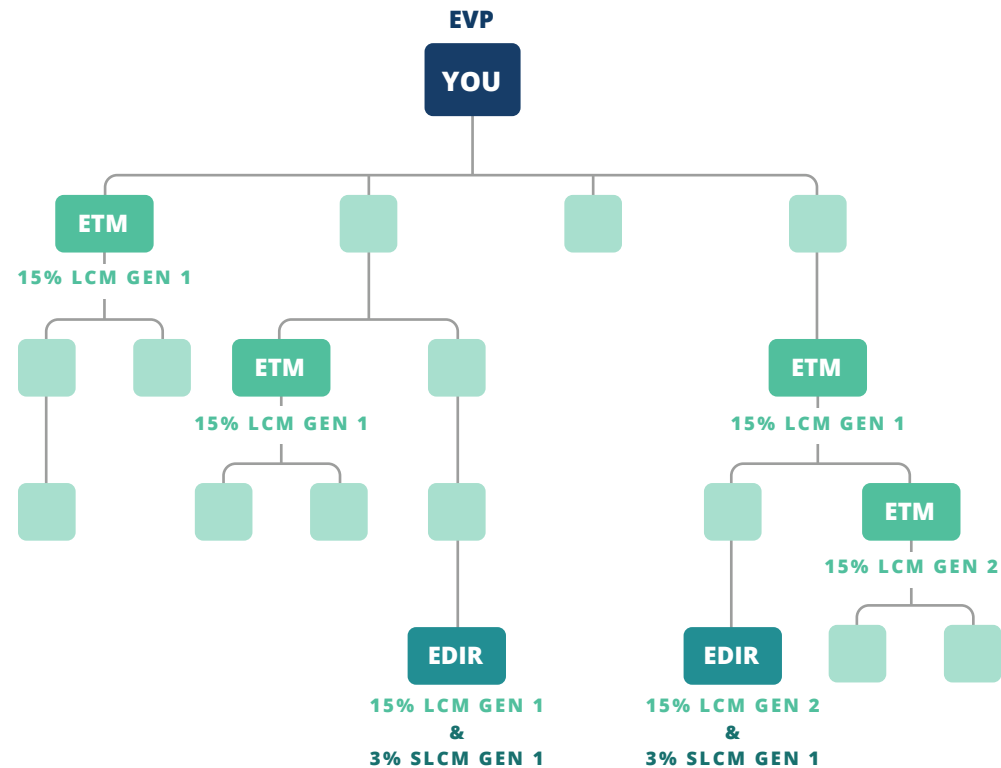 EVP
YOU
ETM
15% LCM GEN 1
ETM
15% LCM GEN 1
ETM
15% LCM GEN 1
ETM
15% LCM GEN 2
EDIR
15% LCM GEN 1
&
3% SLCM GEN 1
EDIR
15% LCM GEN 2
&
3% SLCM GEN 1